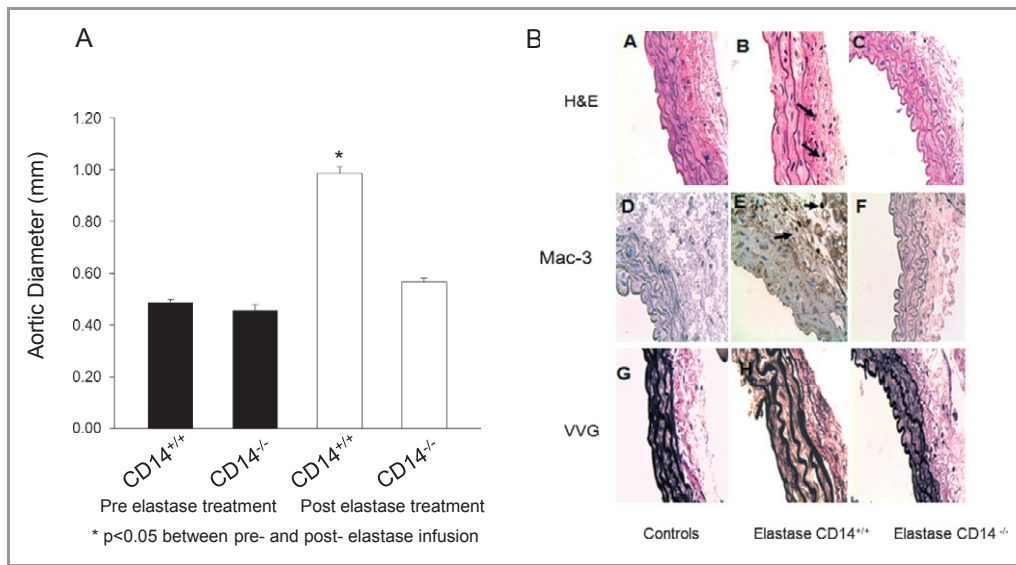 A
Aortic Diameter (mm)
1.20
1.00
0.80
0.60
0.40
0.20
0.00
*
CD14+/+
CD14-/-
CD14+/+
CD14-/-
Pre elastase treatment
Post elastase treatment
* p<0.05 between pre- and post- elastase infusion
B
A
B
C
H&E
D
E
F
Mac-3
G
H
I
VVG
Controls
Elastase CD14+/+
Elastase CD14 -/-